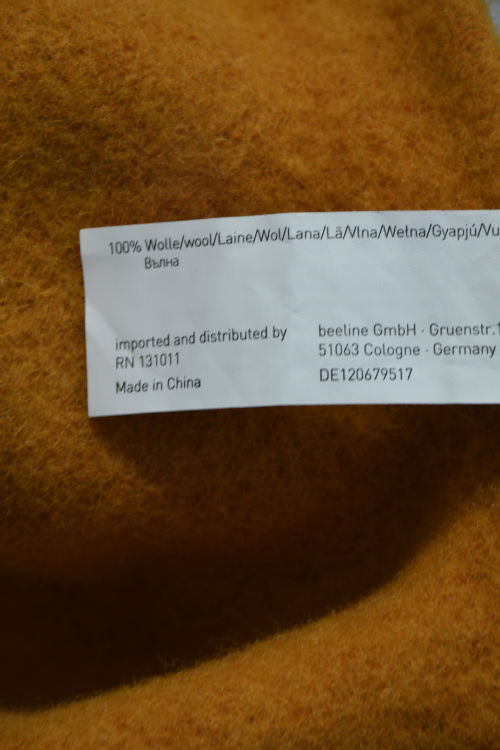 100% Wolle/wool/Laine/Wol/Lana/Lã/Vlna/Wełna/Gyapjú/Vu
Вълна
imported and distributed by
RN 131011
Made in China
beeline GmbH · Gruenstr.1
51063 Cologne · Germany
DE120679517